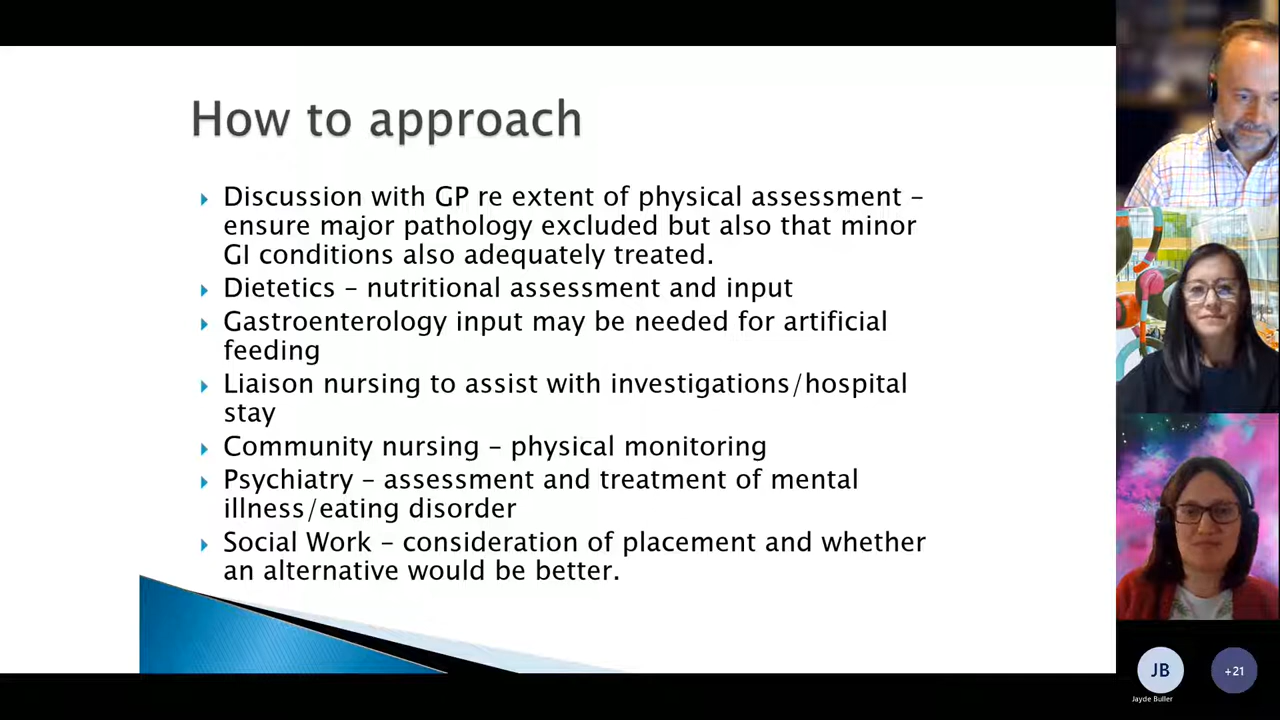 How to approach
Discussion with GP re extent of physical assessment –
ensure major pathology excluded but also that minor
GI conditions also adequately treated.
Dietetics – nutritional assessment and input
Gastroenterology input may be needed for artificial
feeding
Liaison nursing to assist with investigations/hospital
stay
Community nursing – physical monitoring
Psychiatry – assessment and treatment of mental
illness/eating disorder
Social Work – consideration of placement and whether
an alternative would be better.
JB
+21
Jayde Buller